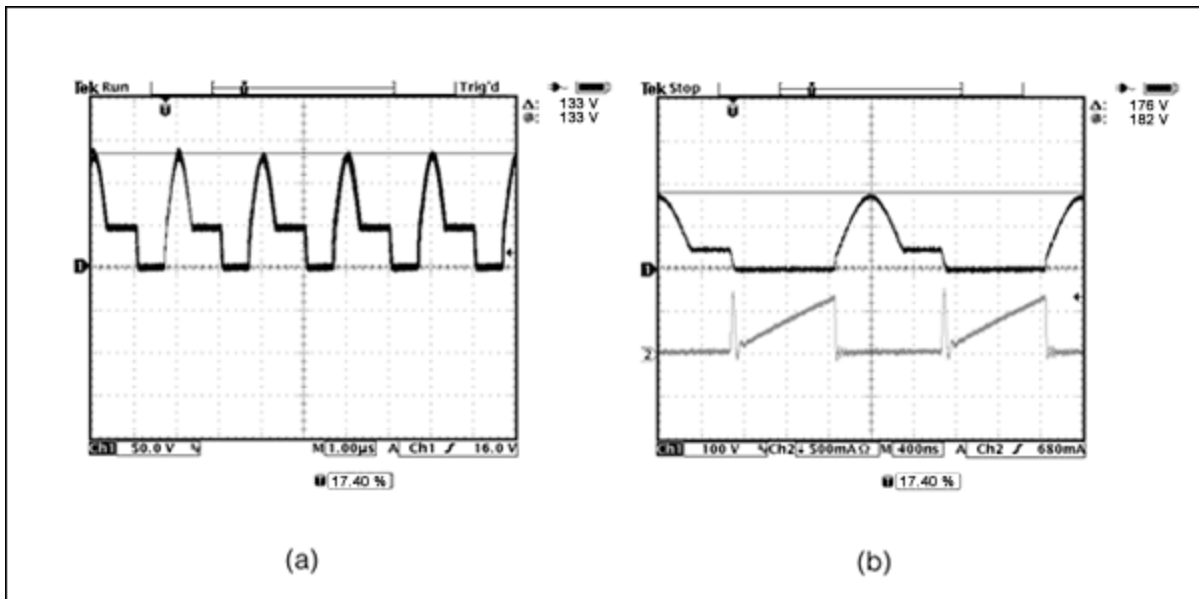 Tek Run Trig'd
Δ: 133 V
@: 133 V
Ch1 50.0 V M 1.00µs A Ch1 16.0 V
17.40 %
(a)
Tek Stop
Δ: 176 V
@: 182 V
2
Ch1 100 V Ch2 500mA Ω M 400ns A Ch2 680mA
17.40 %
(b)